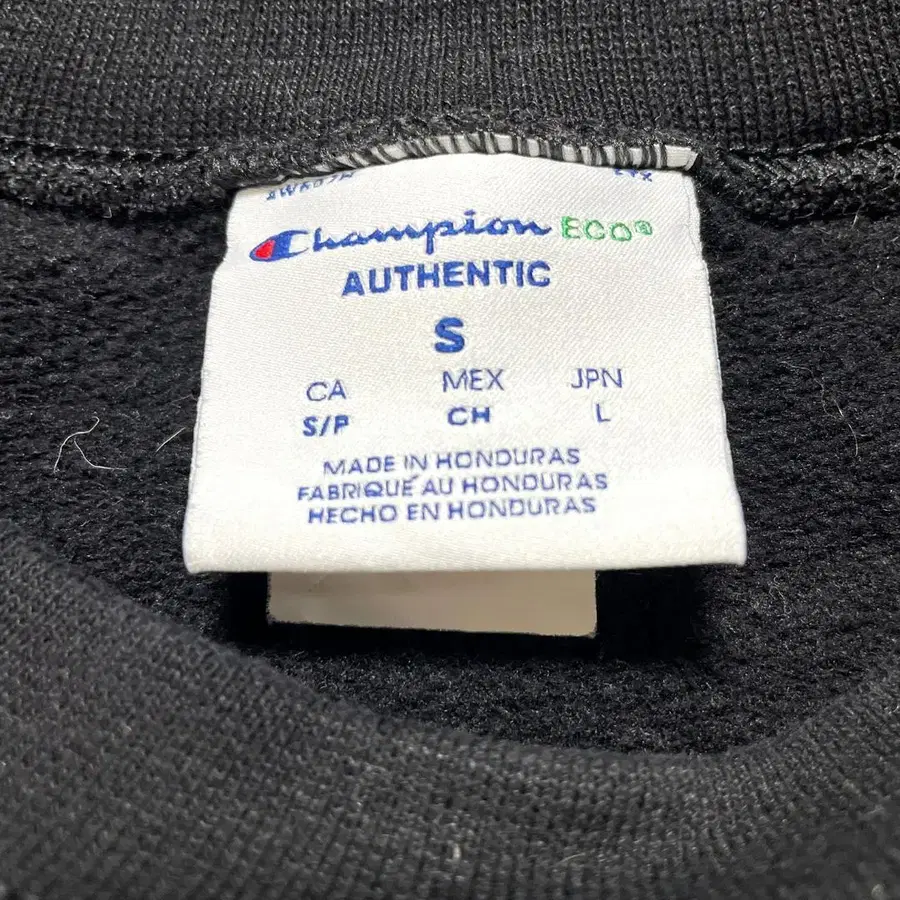 Champion ECO®
AUTHENTIC
S
CA MEX JPN
S/P CH L
MADE IN HONDURAS
FABRIQUÉ AU HONDURAS
HECHO EN HONDURAS